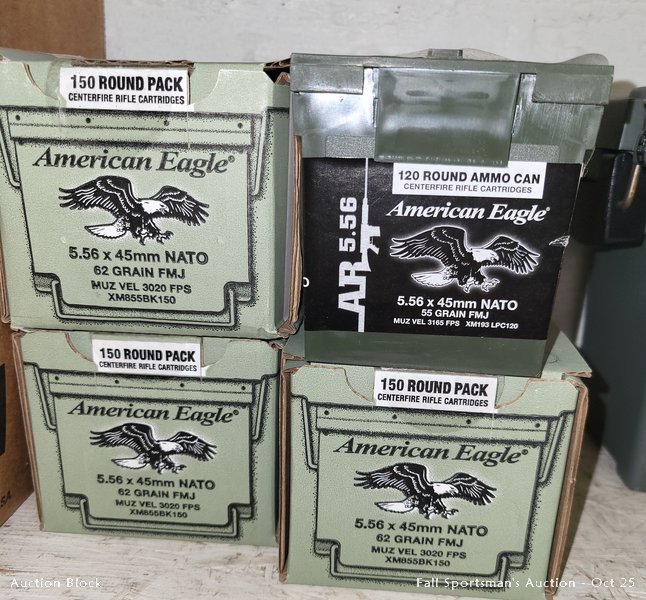 150 ROUND PACK
CENTERFIRE RIFLE CARTRIDGES
American Eagle®
5.56 x 45mm NATO
62 GRAIN FMJ
MUZ VEL 3020 FPS
XM855BK150
120 ROUND AMMO CAN
CENTERFIRE RIFLE CARTRIDGES
AR 5.56
American Eagle®
5.56 x 45mm NATO
55 GRAIN FMJ
MUZ VEL 3165 FPS XM193 LPC120
150 ROUND PACK
CENTERFIRE RIFLE CARTRIDGES
American Eagle®
5.56 x 45mm NATO
62 GRAIN FMJ
MUZ VEL 3020 FPS
XM855BK150
150 ROUND PACK
CENTERFIRE RIFLE CARTRIDGES
American Eagle®
5.56 x 45mm NATO
62 GRAIN FMJ
MUZ VEL 3020 FPS
XM855BK150
Auction Block
Fall Sportsman's Auction - Oct 25